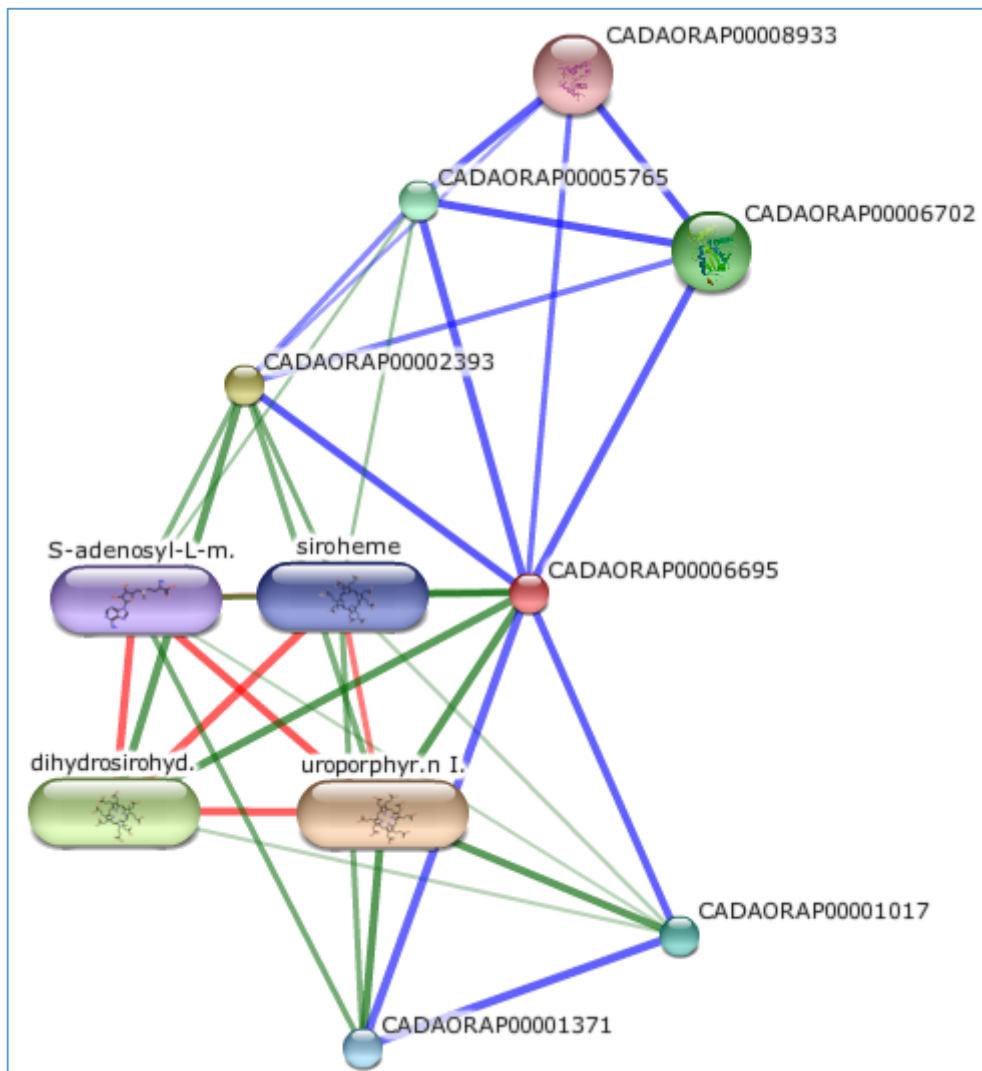 CADAORAP00008933
CADAORAP00005765
CADAORAP00006702
CADAORAP00002393
S-adenosyl-L-m.
siroheme
CADAORAP00006695
dihydrosirohyd.
uroporphyr.n I.
CADAORAP00001017
CADAORAP00001371